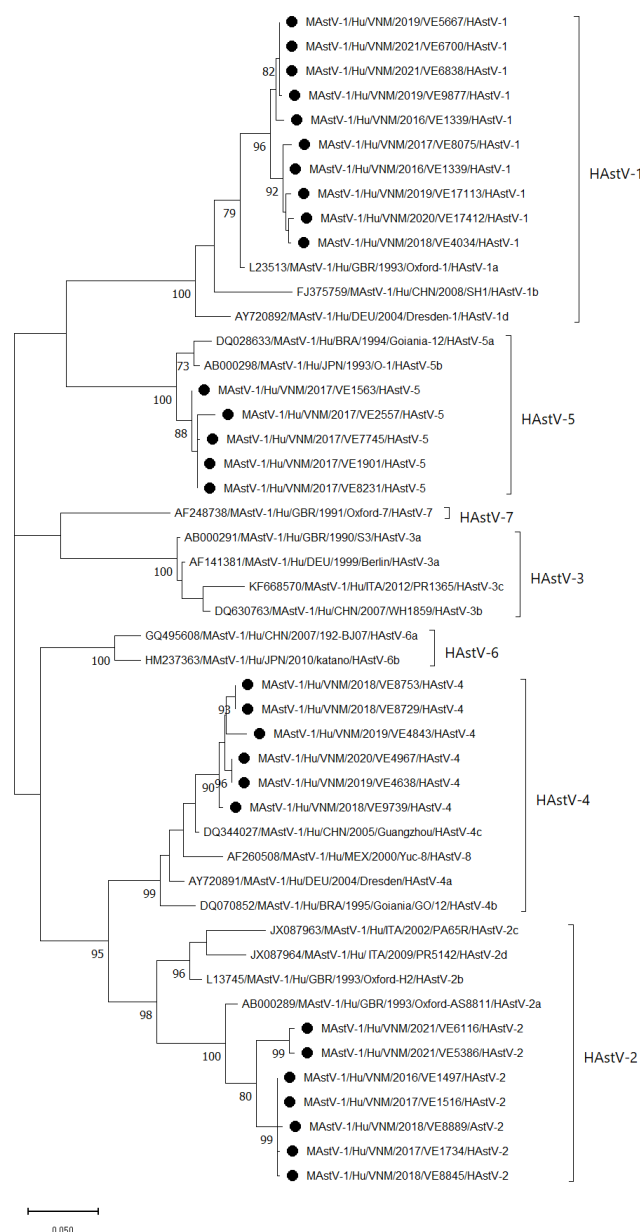 MAstV-1/Hu/VNM/2019/VE5667/HAstV-1
MAstV-1/Hu/VNM/2021/VE6700/HAstV-1
82
MAstV-1/Hu/VNM/2021/VE6838/HAstV-1
MAstV-1/Hu/VNM/2019/VE9877/HAstV-1
MAstV-1/Hu/VNM/2016/VE1339/HAstV-1
96
MAstV-1/Hu/VNM/2017/VE8075/HAstV-1
MAstV-1/Hu/VNM/2016/VE1339/HAstV-1
HAstV-1
92
MAstV-1/Hu/VNM/2019/VE17113/HAstV-1
79
MAstV-1/Hu/VNM/2020/VE17412/HAstV-1
MAstV-1/Hu/VNM/2018/VE4034/HAstV-1
L23513/MAstV-1/Hu/GBR/1993/Oxford-1/HAstV-1a
100
FJ375759/MAstV-1/Hu/CHN/2008/SH1/HAstV-1b
AY720892/MAstV-1/Hu/DEU/2004/Dresden-1/HAstV-1d
DQ028633/MAstV-1/Hu/BRA/1994/Goiania-12/HAstV-5a
73
AB000298/MAstV-1/Hu/JPN/1993/O-1/HAstV-5b
100
MAstV-1/Hu/VNM/2017/VE1563/HAstV-5
MAstV-1/Hu/VNM/2017/VE2557/HAstV-5
HAstV-5
88
MAstV-1/Hu/VNM/2017/VE7745/HAstV-5
MAstV-1/Hu/VNM/2017/VE1901/HAstV-5
MAstV-1/Hu/VNM/2017/VE8231/HAstV-5
AF248738/MAstV-1/Hu/GBR/1991/Oxford-7/HAstV-7
HAstV-7
AB000291/MAstV-1/Hu/GBR/1990/S3/HAstV-3a
AF141381/MAstV-1/Hu/DEU/1999/Berlin/HAstV-3a
100
HAstV-3
KF668570/MAstV-1/Hu/ITA/2012/PR1365/HAstV-3c
DQ630763/MAstV-1/Hu/CHN/2007/WH1859/HAstV-3b
GQ495608/MAstV-1/Hu/CHN/2007/192-BJ07/HAstV-6a
HAstV-6
100
HM237363/MAstV-1/Hu/JPN/2010/katano/HAstV-6b
MAstV-1/Hu/VNM/2018/VE8753/HAstV-4
93
MAstV-1/Hu/VNM/2018/VE8729/HAstV-4
MAstV-1/Hu/VNM/2019/VE4843/HAstV-4
MAstV-1/Hu/VNM/2020/VE4967/HAstV-4
90
96
MAstV-1/Hu/VNM/2019/VE4638/HAstV-4
HAstV-4
MAstV-1/Hu/VNM/2018/VE9739/HAstV-4
DQ344027/MAstV-1/Hu/CHN/2005/Guangzhou/HAstV-4c
AF260508/MAstV-1/Hu/MEX/2000/Yuc-8/HAstV-8
AY720891/MAstV-1/Hu/DEU/2004/Dresden/HAstV-4a
99
DQ070852/MAstV-1/Hu/BRA/1995/Goiania/GO/12/HAstV-4b
JX087963/MAstV-1/Hu/ITA/2002/PA65R/HAstV-2c
95
JX087964/MAstV-1/Hu/ ITA/2009/PR5142/HAstV-2d
96
L13745/MAstV-1/Hu/GBR/1993/Oxford-H2/HAstV-2b
AB000289/MAstV-1/Hu/GBR/1993/Oxford-AS8811/HAstV-2a
98
MAstV-1/Hu/VNM/2021/VE6116/HAstV-2
99
100
MAstV-1/Hu/VNM/2021/VE5386/HAstV-2
HAstV-2
MAstV-1/Hu/VNM/2016/VE1497/HAstV-2
80
MAstV-1/Hu/VNM/2017/VE1516/HAstV-2
MAstV-1/Hu/VNM/2018/VE8889/AstV-2
99
MAstV-1/Hu/VNM/2017/VE1734/HAstV-2
MAstV-1/Hu/VNM/2018/VE8845/HAstV-2
0.050